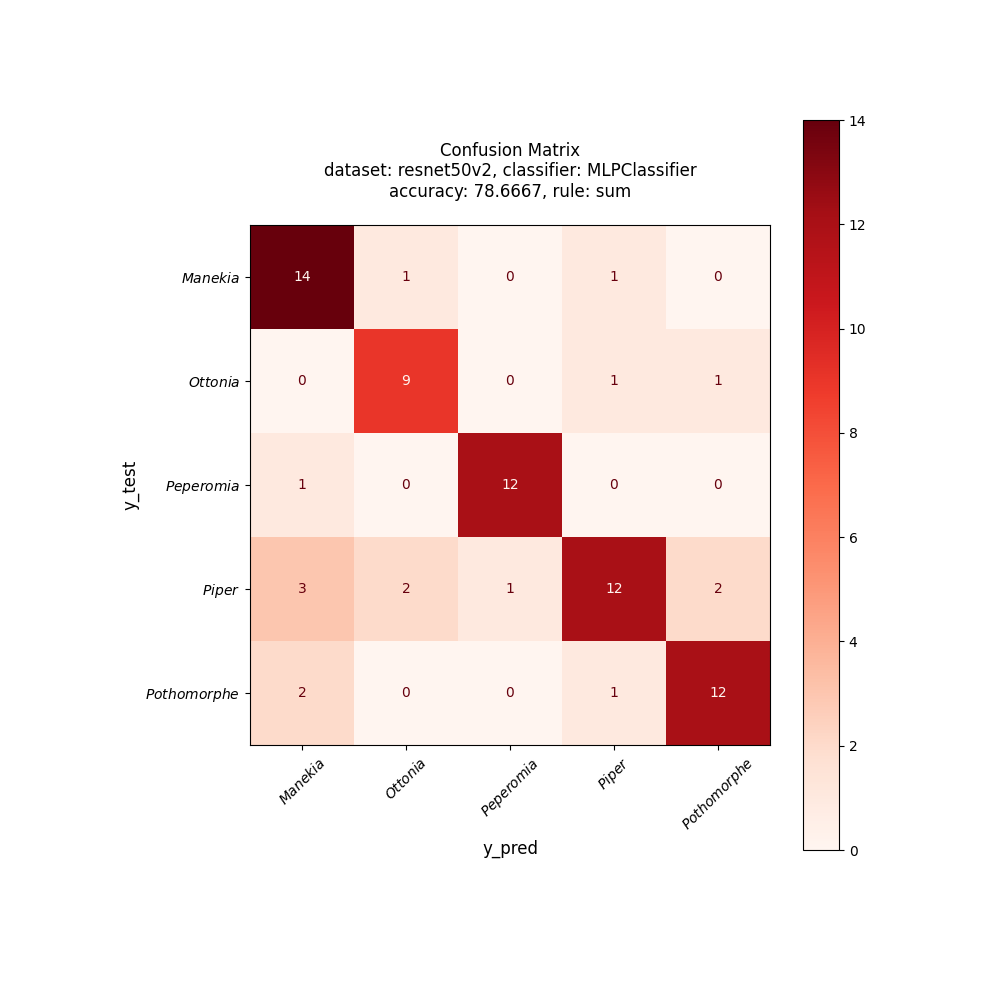 Confusion Matrix
dataset: resnet50v2, classifier: MLPClassifier
accuracy: 78.6667, rule: sum
Manekia 14 1 0 1 0
Ottonia 0 9 0 1 1
Peperomia 1 0 12 0 0
Piper 3 2 1 12 2
Pothomorphe 2 0 0 1 12
Manekia Ottonia Peperomia Piper Pothomorphe
y_pred
y_test
14
12
10
8
6
4
2
0